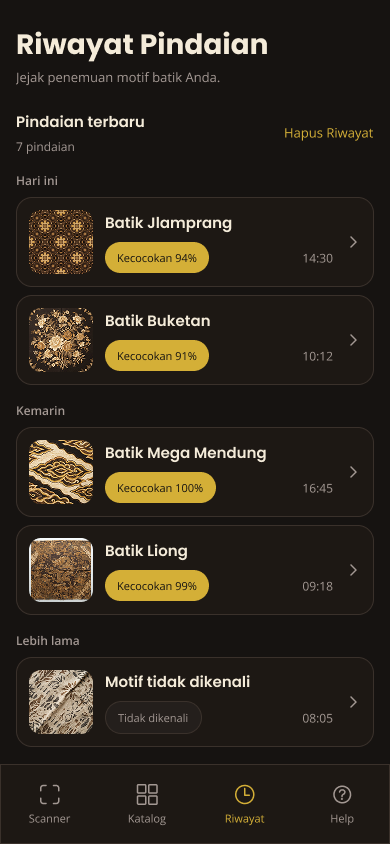 Riwayat Pindaian
Jejak penemuan motif batik Anda.
Pindaian terbaru
Hapus Riwayat
7 pindaian
Hari ini
Batik Jlamprang
Kecocokan 94%
14:30
Batik Buketan
Kecocokan 91%
10:12
Kemarin
Batik Mega Mendung
Kecocokan 100%
16:45
Batik Liong
Kecocokan 99%
09:18
Lebih lama
Motif tidak dikenali
Tidak dikenali
08:05
Scanner
Katalog
Riwayat
Help